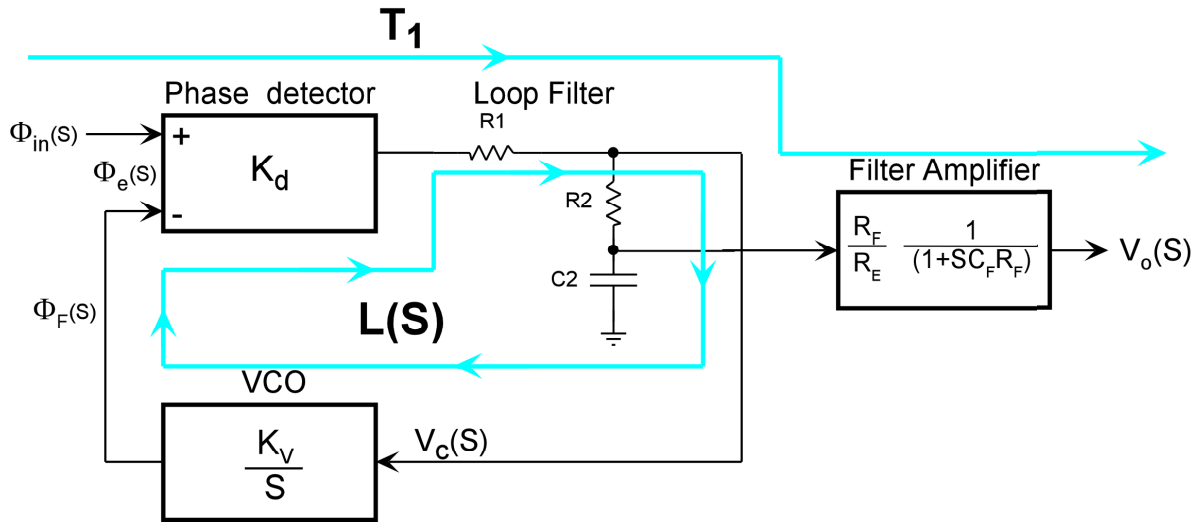 T1
Phase detector
Loop Filter
R1
Φin(S)
+
Kd
Φe(S)
-
R2
Filter Amplifier
RF
RE
1
(1+SCFRF)
Vo(S)
C2
ΦF(S)
L(S)
VCO
KV
S
VC(S)